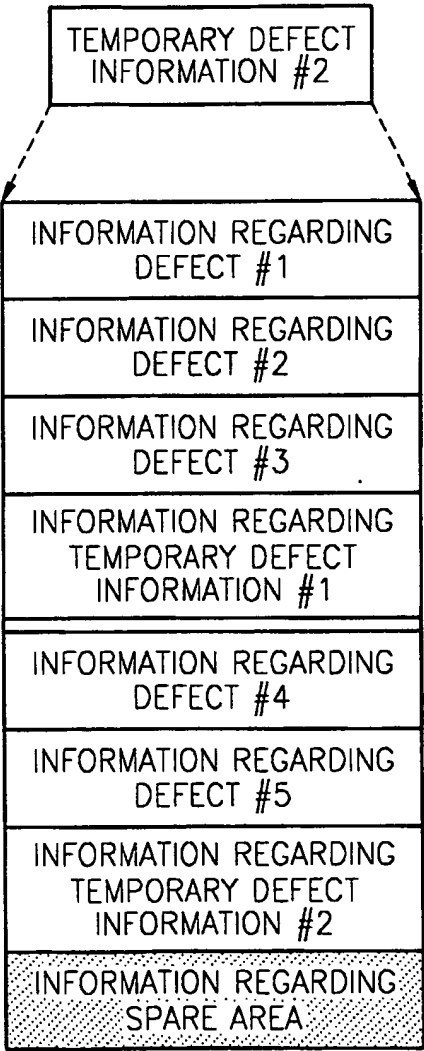 TEMPORARY DEFECT
INFORMATION #2
INFORMATION REGARDING
DEFECT #1
INFORMATION REGARDING
DEFECT #2
INFORMATION REGARDING
DEFECT #3
INFORMATION REGARDING
TEMPORARY DEFECT
INFORMATION #1
INFORMATION REGARDING
DEFECT #4
INFORMATION REGARDING
DEFECT #5
INFORMATION REGARDING
TEMPORARY DEFECT
INFORMATION #2
INFORMATION REGARDING
SPARE AREA